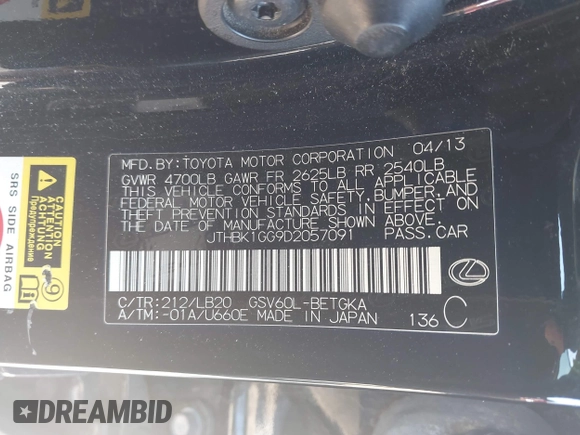 MFD. BY:TOYOTA MOTOR CORPORATION 04/13
GVWR 4700LB GAWR FR 2625LB RR 2540LB
THIS VEHICLE CONFORMS TO ALL APPLICABLE
FEDERAL MOTOR VEHICLE SAFETY, BUMPER, AND
THEFT PREVENTION STANDARDS IN EFFECT ON
THE DATE OF MANUFACTURE SHOWN ABOVE.
JTHBK1GG9D2057091 PASS.CAR
C/TR:212/LB20 GSV60L-BETGKA
A/TM:-01A/U660E MADE IN JAPAN 136 C
SRS SIDE AIRBAG
CAUTION
ATTENTION
ACHTUNG
Предупреждение
DREAMBID